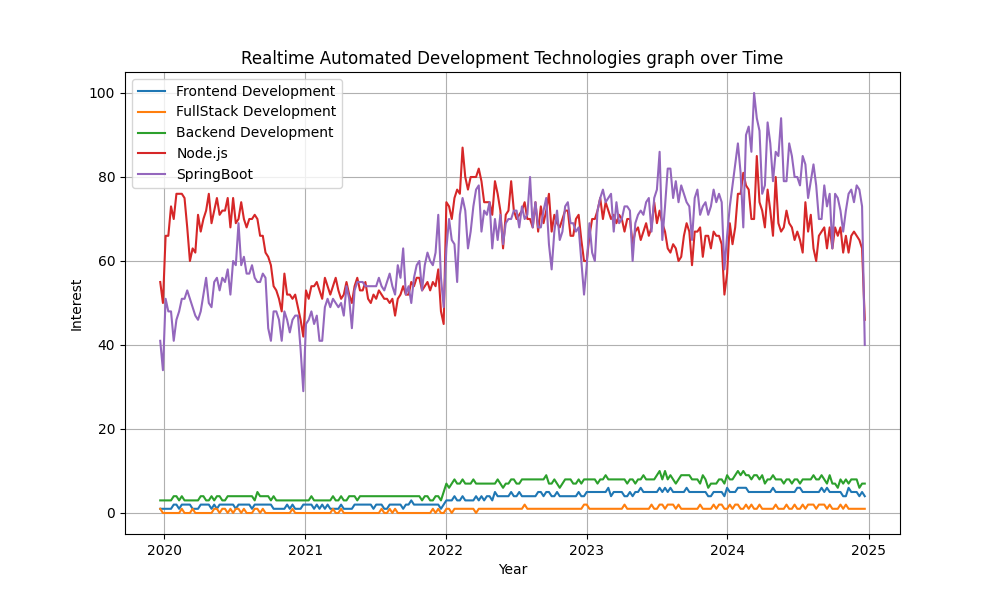 Realtime Automated Development Technologies graph over Time
Frontend Development
FullStack Development
Backend Development
Node.js
SpringBoot
100
80
60
40
20
0
Interest
2020
2021
2022
2023
2024
2025
Year